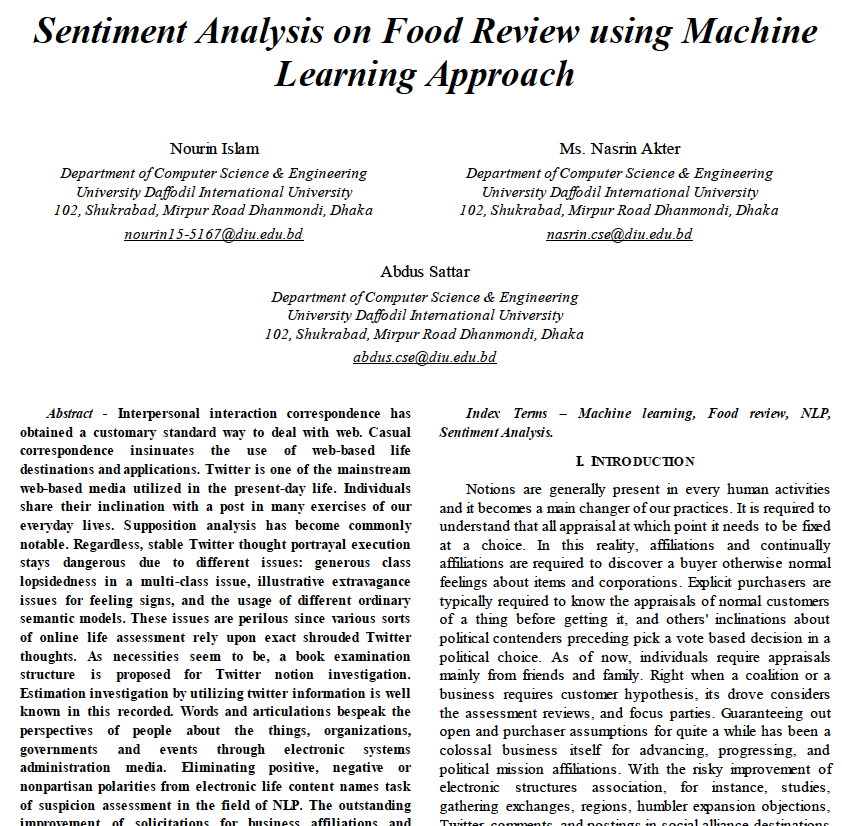 Sentiment Analysis on Food Review using Machine
Learning Approach
Nourin Islam
Department of Computer Science & Engineering
University Daffodil International University
102, Shukrabad, Mirpur Road Dhanmondi, Dhaka
nourin15-5167@diu.edu.bd
Ms. Nasrin Akter
Department of Computer Science & Engineering
University Daffodil International University
102, Shukrabad, Mirpur Road Dhanmondi, Dhaka
nasrin.cse@diu.edu.bd
Abdus Sattar
Department of Computer Science & Engineering
University Daffodil International University
102, Shukrabad, Mirpur Road Dhanmondi, Dhaka
abdus.cse@diu.edu.bd
Abstract - Interpersonal interaction correspondence has
obtained a customary standard way to deal with web. Casual
correspondence insinuates the use of web-based life
destinations and applications. Twitter is one of the mainstream
web-based media utilized in the present-day life. Individuals
share their inclination with a post in many exercises of our
everyday lives. Supposition analysis has become commonly
notable. Regardless, stable Twitter thought portrayal execution
stays dangerous due to different issues: generous class
lopsidedness in a multi-class issue, illustrative extravagance
issues for feeling signs, and the usage of different ordinary
semantic models. These issues are perilous since various sorts
of online life assessment rely upon exact shrouded Twitter
thoughts. As necessities seem to be, a book examination
structure is proposed for Twitter notion investigation.
Estimation investigation by utilizing twitter information is well
known in this recorded. Words and articulations bespeak the
perspectives of people about the things, organizations,
governments and events through electronic systems
administration media. Eliminating positive, negative or
nonpartisan polarities from electronic life content names task
of suspicion assessment in the field of NLP. The outstanding
improvement of solicitations for business affiliations and
Index Terms – Machine learning, Food review, NLP,
Sentiment Analysis.
I. INTRODUCTION
Notions are generally present in every human activities
and it becomes a main changer of our practices. It is required to
understand that all appraisal at which point it needs to be fixed
at a choice. In this reality, affiliations and continually
affiliations are required to discover a buyer otherwise normal
feelings about items and corporations. Explicit purchasers are
typically required to know the appraisals of normal customers
of a thing before getting it, and others' inclinations about
political contenders preceding pick a vote based decision in a
political choice. As of now, individuals require appraisals
mainly from friends and family. Right when a coalition or a
business requires customer hypothesis, its drove considers
the assessment reviews, and focus parties. Guaranteeing out
open and purchaser assumptions for quite a while has been a
colossal business itself for advancing, progressing, and
political mission affiliations. With the risky improvement of
electronic structures association, for instance, studies,
gathering exchanges, regions, humbler expansion objections,
Twitter, comments, and postings in social alliance destinations